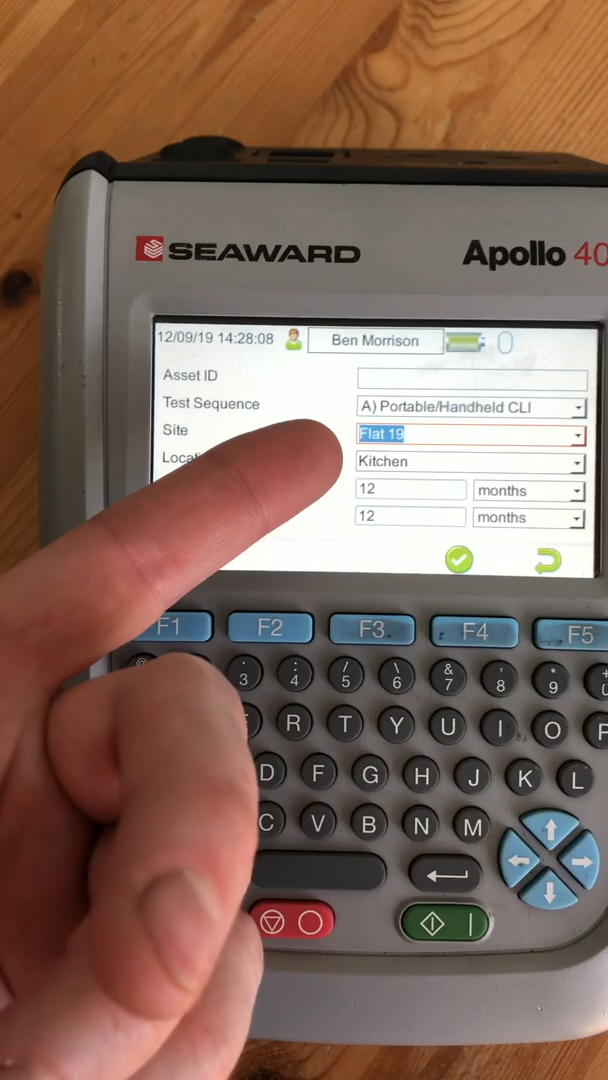 SEAWARD Apollo 40
12/09/19 14:28:08 Ben Morrison 0
Asset ID
Test Sequence A) Portable/Handheld CLI
Site Flat 19
Kitchen
12 months
12 months
F1 F2 F3 F4 F5
@ : 3 ; 4 / 5 \ 6 & 7 ' 8 * 9 +
R T Y U I O P
D F G H J K L
C V B N M